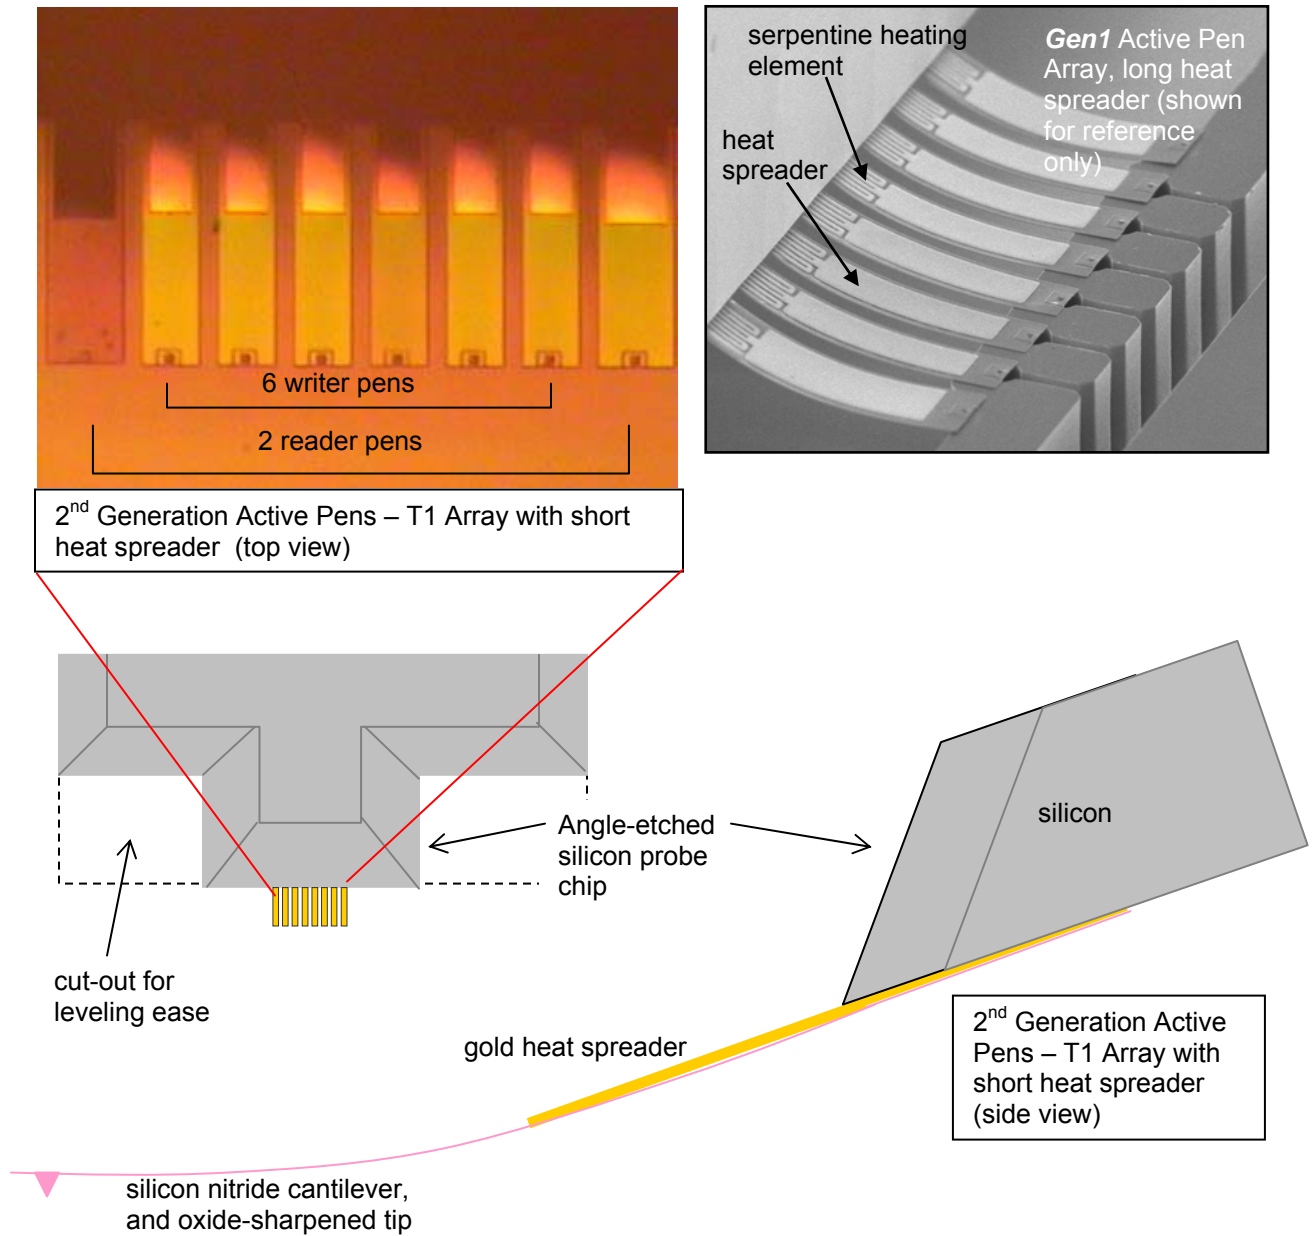 serpentine heating
element
heat
spreader
Gen1 Active Pen
Array, long heat
spreader (shown
for reference
only)
6 writer pens
2 reader pens
2nd Generation Active Pens – T1 Array with short
heat spreader (top view)
Angle-etched
silicon probe
chip
silicon
cut-out for
leveling ease
gold heat spreader
2nd Generation Active
Pens – T1 Array with
short heat spreader
(side view)
silicon nitride cantilever,
and oxide-sharpened tip